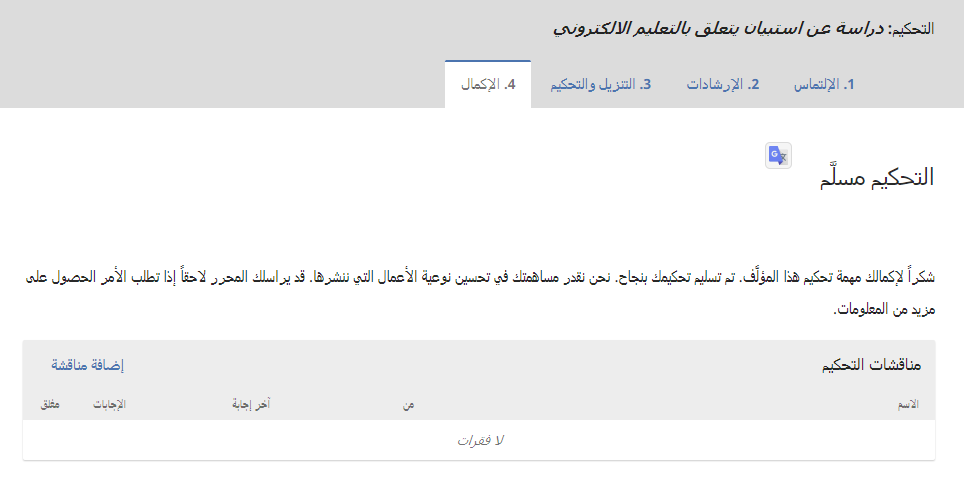 التحكيم: دراسة عن استبيان يتعلق بالتعليم الالكتروني
1. الإلتماس
2. الإرشادات
3. التنزيل والتحكيم
4. الإكمال
التحكيم مسلَّم
شكراً لإكمالك مهمة تحكيم هذا المؤلَّف. تم تسليم تحكيمك بنجاح. نحن نقدر مساهمتك في تحسين نوعية الأعمال التي ننشرها. قد يراسلك المحرر لاحقاً إذا تطلب الأمر الحصول على
مزيد من المعلومات.
مناقشات التحكيم
إضافة مناقشة
الاسم من آخر إجابة الإجابات مغلق
لا فقرات